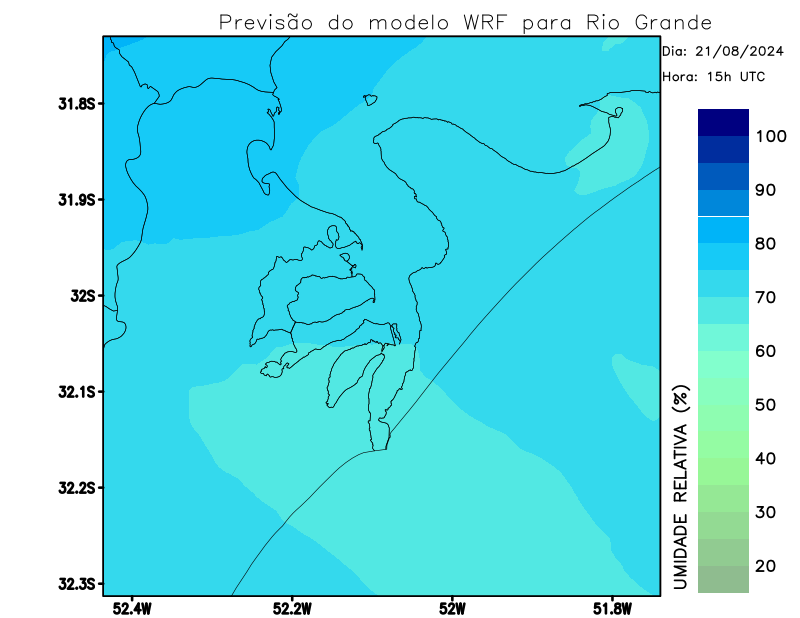 Previsão do modelo WRF para Rio Grande
Dia: 21/08/2024
Hora: 15h UTC
31.8S
31.9S
32S
32.1S
32.2S
32.3S
52.4W
52.2W
52W
51.8W
100
90
80
70
60
50
40
30
20
UMIDADE RELATIVA (%)